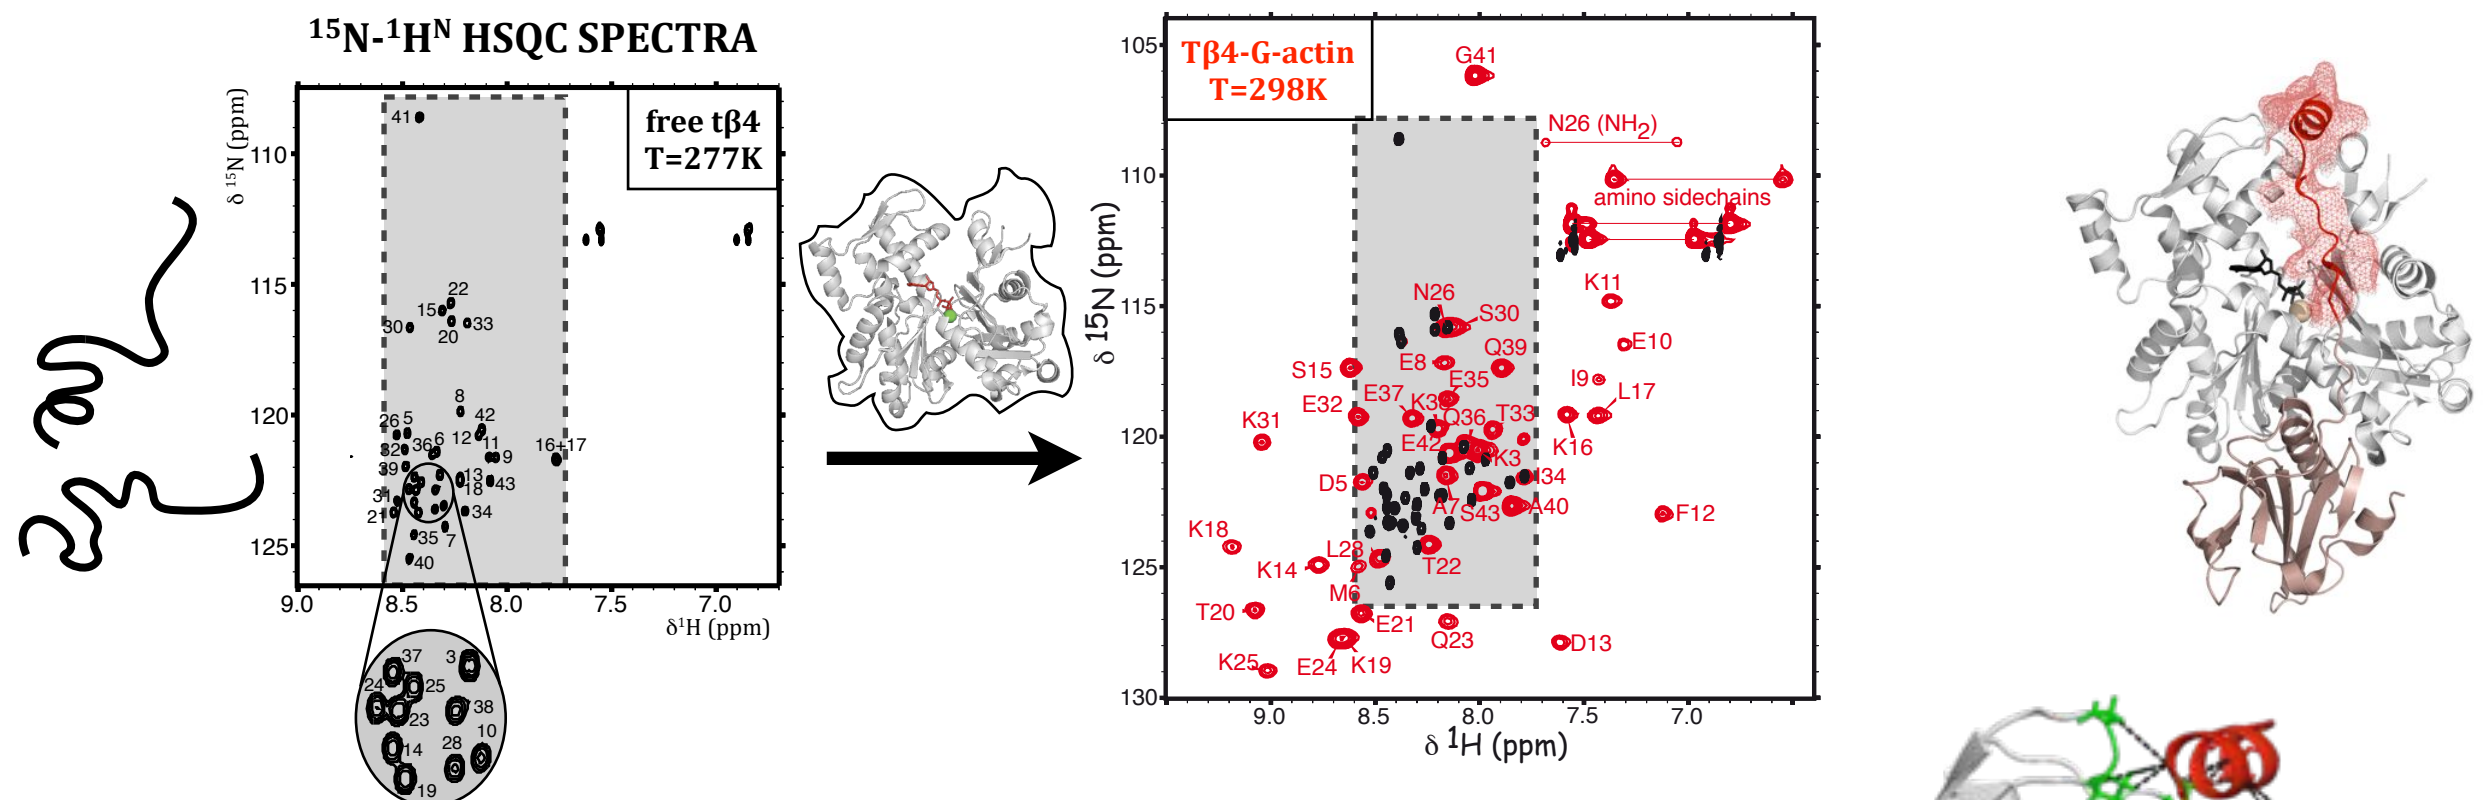 ¹⁵N-¹Hᴺ HSQC SPECTRA
free tβ4
T=277K
δ ¹⁵N (ppm)
110
115
120
125
9.0
8.5
8.0
7.5
7.0
δ¹H (ppm)
41
22
15
30
33
20
8
26
5
42
12
11
9
16+17
36
6
32
39
13
18
43
31
21
34
35
7
40
37
3
24
25
23
38
14
28
10
19
Tβ4-G-actin
T=298K
δ ¹⁵N (ppm)
105
110
115
120
125
130
9.0
8.5
8.0
7.5
7.0
δ ¹H (ppm)
G41
N26 (NH₂)
amino sidechains
K11
N26
S30
E10
Q39
E8
S15
E35
I9
L17
E37
E32
Q36
T33
K31
E42
K3
K16
D5
I34
A7
S43
A40
F12
K18
L28
T22
K14
M6
T20
E21
Q23
D13
K25
E24
K19